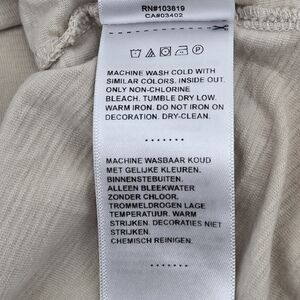 RN#103819
CA#03402
MACHINE WASH COLD WITH
SIMILAR COLORS. INSIDE OUT.
ONLY NON-CHLORINE
BLEACH. TUMBLE DRY LOW.
WARM IRON. DO NOT IRON ON
DECORATION. DRY-CLEAN.
.......
MACHINE WASBAAR KOUD
MET GELIJKE KLEUREN.
BINNENSTEBUITEN.
ALLEEN BLEEKWATER
ZONDER CHLOOR.
TROMMELDROGEN LAGE
TEMPERATUUR. WARM
STRIJKEN. DECORATIES NIET
STRIJKEN.
CHEMISCH REINIGEN.
.......